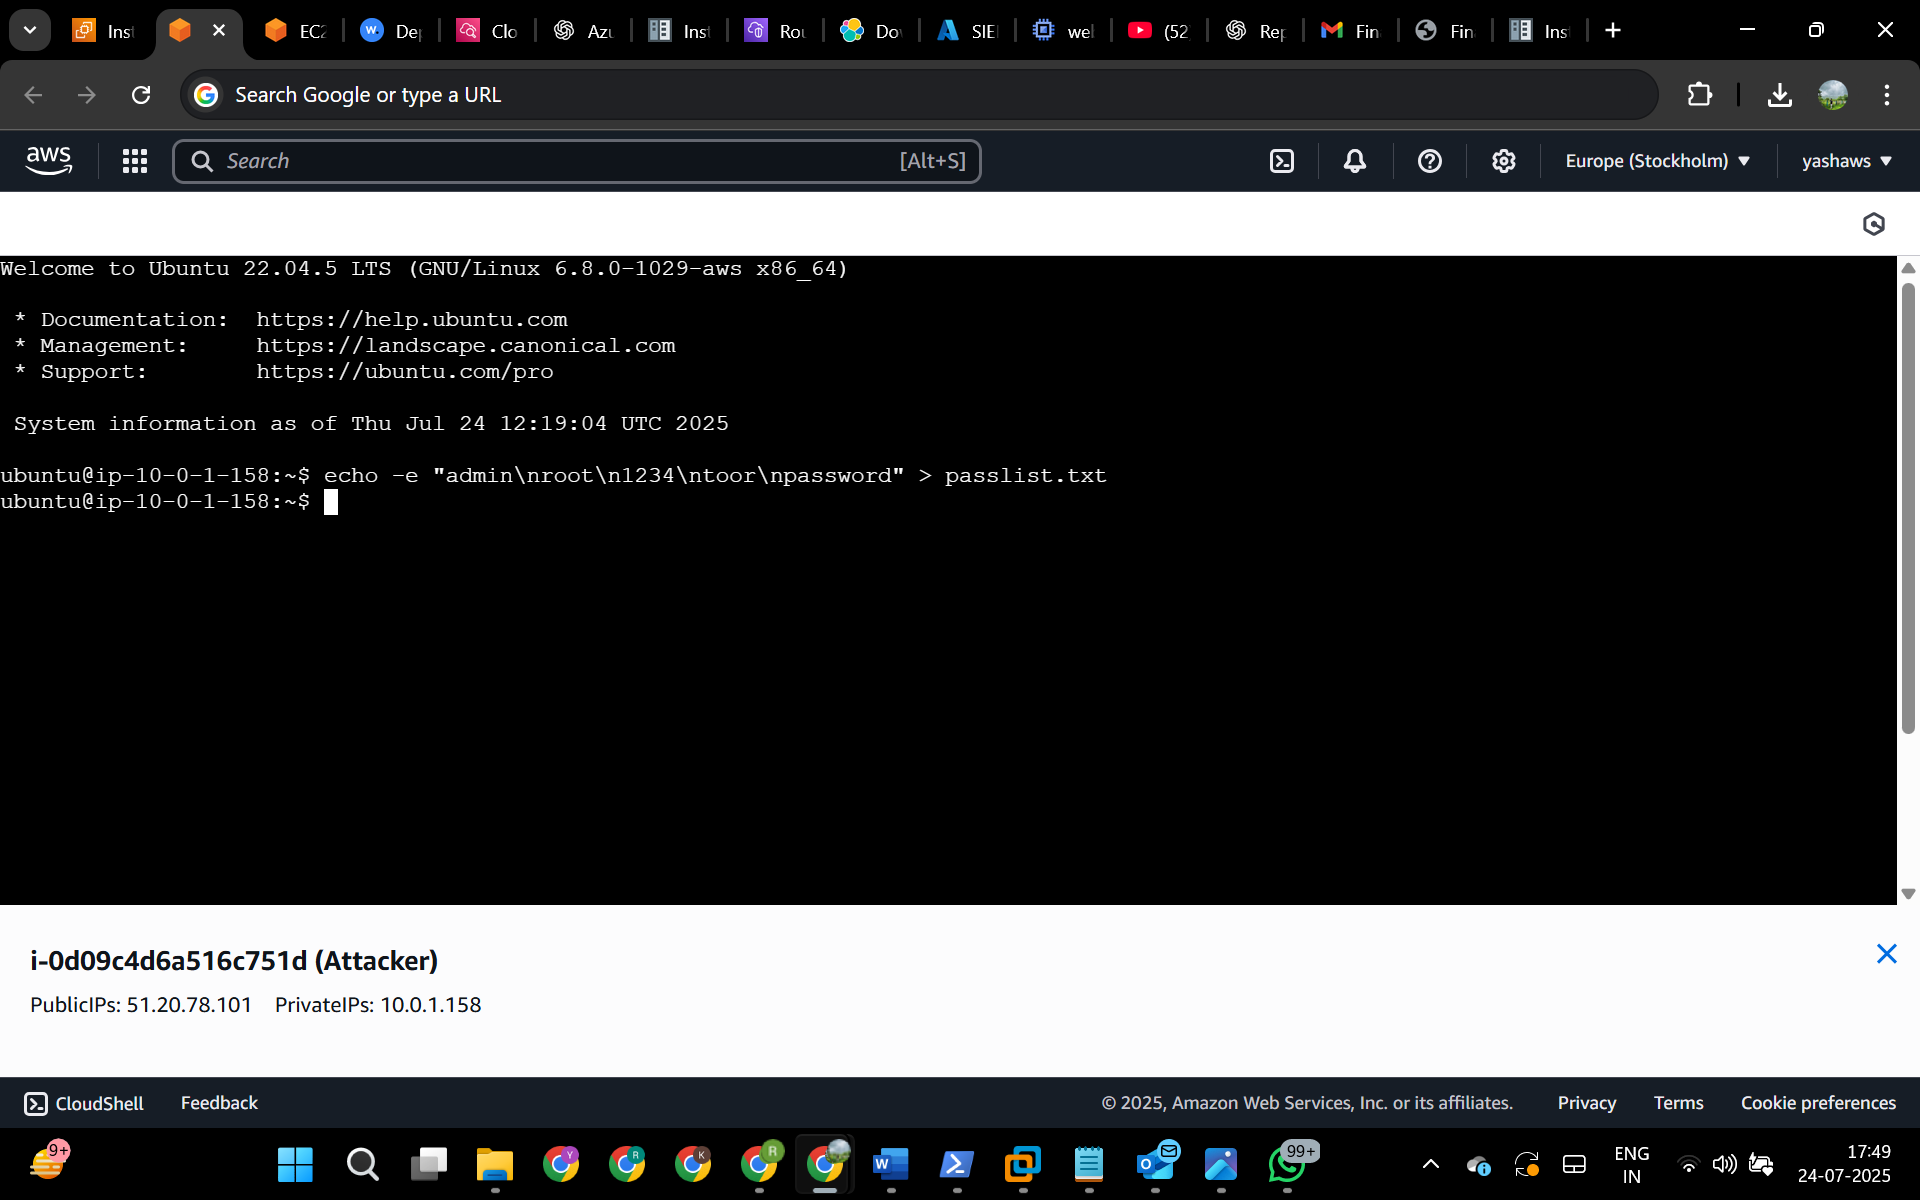 Ins
EC2
De
Clo
Azu
Inst
Rou
Do
SIE
we
(52
Rep
Fin
Fin
Ins
Search Google or type a URL
aws
Search
[Alt+S]
Europe (Stockholm)
yashaws
Welcome to Ubuntu 22.04.5 LTS (GNU/Linux 6.8.0-1029-aws x86_64)
* Documentation: https://help.ubuntu.com
* Management: https://landscape.canonical.com
* Support: https://ubuntu.com/pro
System information as of Thu Jul 24 12:19:04 UTC 2025
ubuntu@ip-10-0-1-158:~$ echo -e "admin\nroot\n1234\ntoor\npassword" > passlist.txt
ubuntu@ip-10-0-1-158:~$
i-0d09c4d6a516c751d (Attacker)
PublicIPs: 51.20.78.101 PrivateIPs: 10.0.1.158
CloudShell
Feedback
© 2025, Amazon Web Services, Inc. or its affiliates.
Privacy
Terms
Cookie preferences
9+
Y
R
K
R
W
O
99+
ENG
IN
17:49
24-07-2025